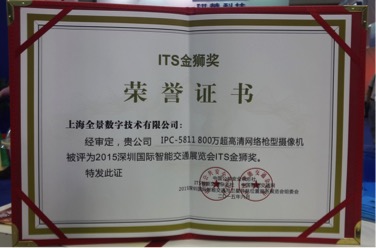 ITS金狮奖
荣誉证书
上海全景数字技术有限公司:
经审定,贵公司 IPC-5811 800万超高清网络枪型摄像机
被评为2015深圳国际智能交通展览会ITS金狮奖。
特发此证